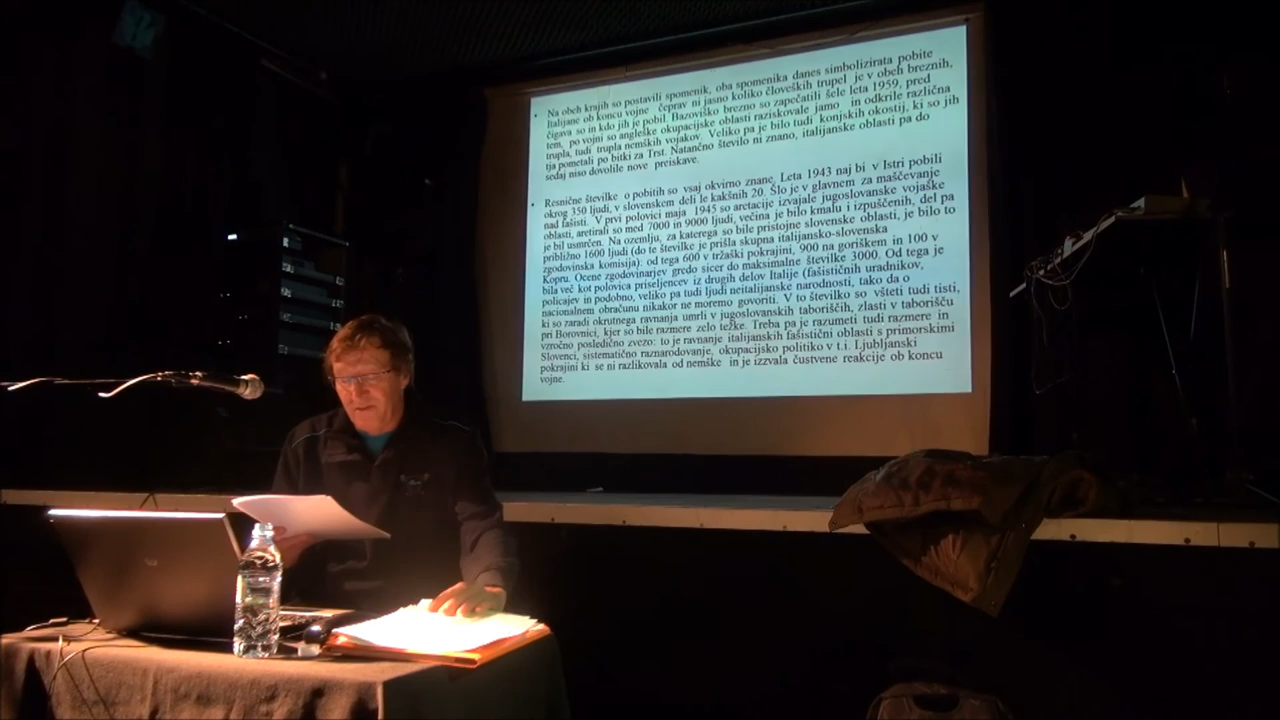 Na obeh krajih so postavili spomenik, oba spomenika danes simbolizirata pobite
Italijane ob koncu vojne čeprav ni jasno koliko človeških trupel je v obeh breznih,
čigava so in kdo jih je pobil. Bazoviško brezno so zapečatili šele leta 1959, pred
tem, po vojni so angleške okupacijske oblasti raziskovale jamo in odkrile različna
trupla, tudi trupla nemških vojakov. Veliko pa je bilo tudi konjskih okostij, ki so jih
tja pometali po bitki za Trst. Natančno število ni znano, italijanske oblasti pa do
sedaj niso dovolile nove preiskave.
Resnične številke o pobitih so vsaj okvirno znane. Leta 1943 naj bi v Istri pobili
okrog 350 ljudi, v slovenskem deli le kakšnih 20. Šlo je v glavnem za maščevanje
nad fašisti. V prvi polovici maja 1945 so aretacije izvajale jugoslovanske vojaške
oblasti, aretirali so med 7000 in 9000 ljudi, večina je bilo kmalu i izpuščenih, del pa
je bil usmrčen. Na ozemlju, za katerega so bile pristojne slovenske oblasti, je bilo to
približno 1600 ljudi (do te številke je prišla skupna italijansko-slovenska
zgodovinska komisija): od tega 600 v tržaški pokrajini, 900 na goriškem in 100 v
Kopru. Ocene zgodovinarjev gredo sicer do maksimalne številke 3000. Od tega je
bila več kot polovica priseljencev iz drugih delov Italije (fašističnih uradnikov,
policajev in podobno, veliko pa tudi ljudi neitalijanske narodnosti, tako da o
nacionalnem obračunu nikakor ne moremo govoriti. V to število so všteti tudi tisti,
ki so zaradi okrutnega ravnanja umrli v jugoslovanskih taboriščih, zlasti v taborišču
pri Borovnici, kjer so bile razmere zelo težke. Treba pa je razumeti tudi razmere in
vzročno posledično zvezo: to je ravnanje italijanskih fašistični oblasti s primorskimi
Slovenci, sistematično raznarodovanje, okupacijsko politiko v t.i. Ljubljanski
pokrajini ki se ni razlikovala od nemške in je izzvala čustvene reakcije ob koncu
vojne.